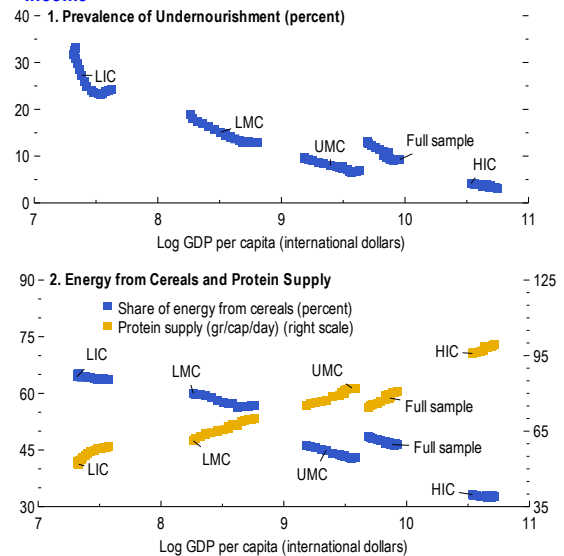 Income
1. Prevalence of Undernourishment (percent)
40
30
20
10
0
LIC
LMC
UMC
Full sample
HIC
7 8 9 10 11
Log GDP per capita (international dollars)
2. Energy from Cereals and Protein Supply
90
75
60
45
30
125
95
65
35
Share of energy from cereals (percent)
Protein supply (gr/cap/day) (right scale)
LIC
LMC
UMC
HIC
Full sample
LIC
LMC
UMC
Full sample
HIC
7 8 9 10 11
Log GDP per capita (international dollars)